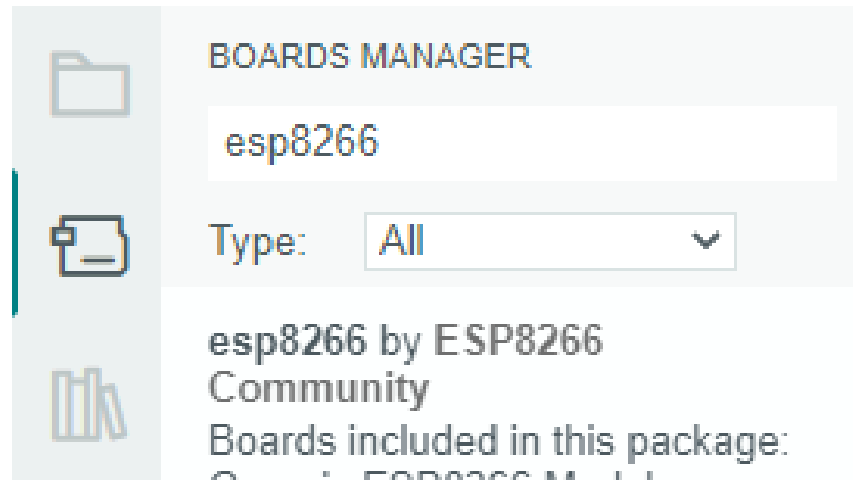 BOARDS MANAGER
esp8266
Type: All
esp8266 by ESP8266
Community
Boards included in this package: